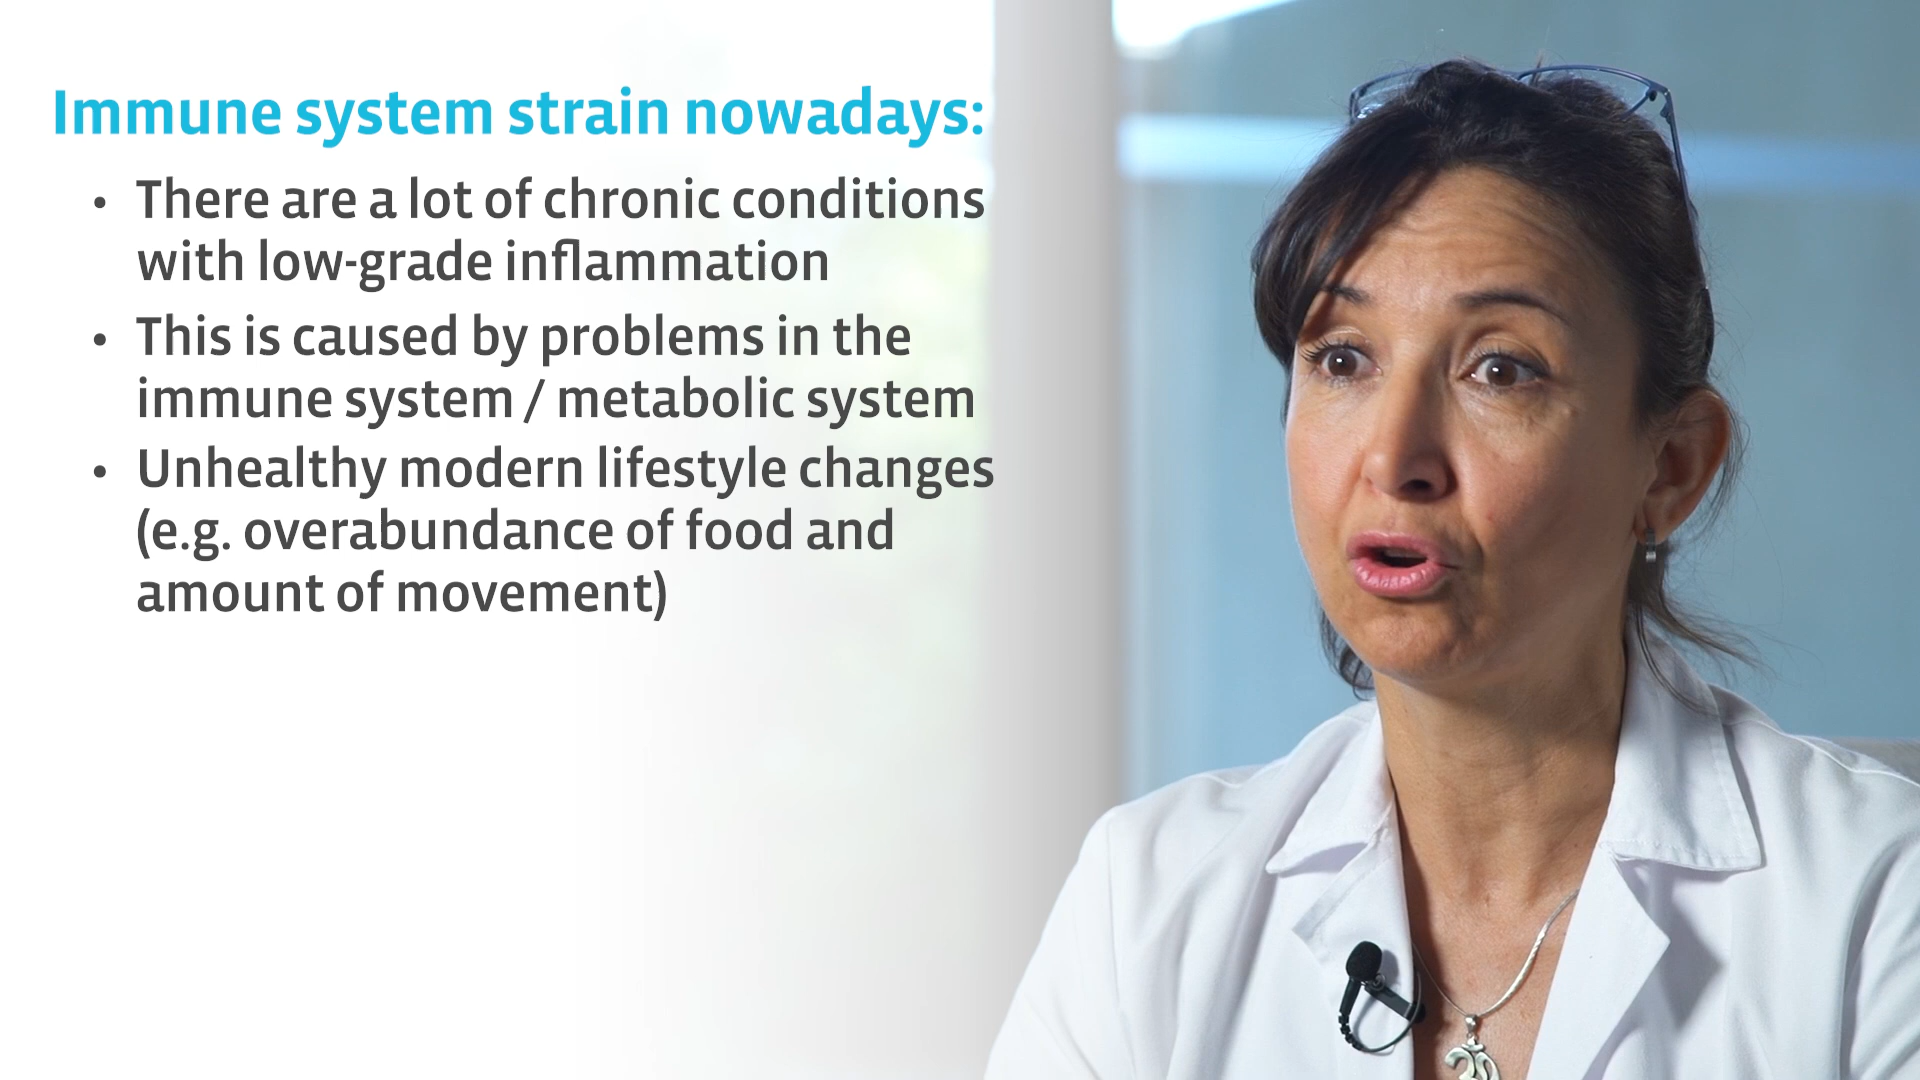 Immune system strain nowadays:
• There are a lot of chronic conditions
with low-grade inflammation
• This is caused by problems in the
immune system / metabolic system
• Unhealthy modern lifestyle changes
(e.g. overabundance of food and
amount of movement)